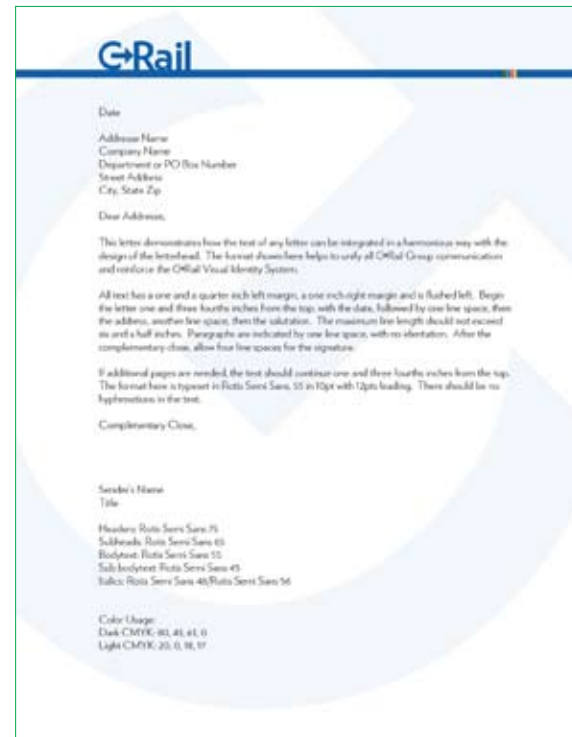 G→Rail
Date
Addressee Name
Company Name
Department or PO Box Number
Street Address
City, State Zip
Dear Addressee,
This letter demonstrates how the text of any letter can be integrated in a harmonious way with the
design of the letterhead. The format shown here helps to unify all G→Rail Group communication
and reinforce the G→Rail Visual Identity System.
All text has a one and a quarter inch left margin, a one inch right margin and is flushed left. Begin
the letter one and three fourths inches from the top, with the date, followed by one line space, then
the address, another line space, then the salutation. The maximum line length should not exceed
six and a half inches. Paragraphs are indicated by one line space, with no identation. After the
complementary close, allow four line spaces for the signature.
If additional pages are needed, the text should continue one and three fourths inches from the top.
The format here is typeset in Rotis Semi Sans, 55 in 10pt with 12pts leading. There should be no
hyphenations in the text.
Complimentary Close,
Sender's Name
Title
Headers: Rotis Semi Sans 75
Subheads: Rotis Semi Sans 65
Bodytext: Rotis Semi Sans 55
Sub bodytext: Rotis Semi Sans 45
Italics: Rotis Semi Sans 46/Rotis Semi Sans 56
Color Usage:
Dark CMYK: 80, 45, 0
Light CMYK: 20, 0, 18, 17